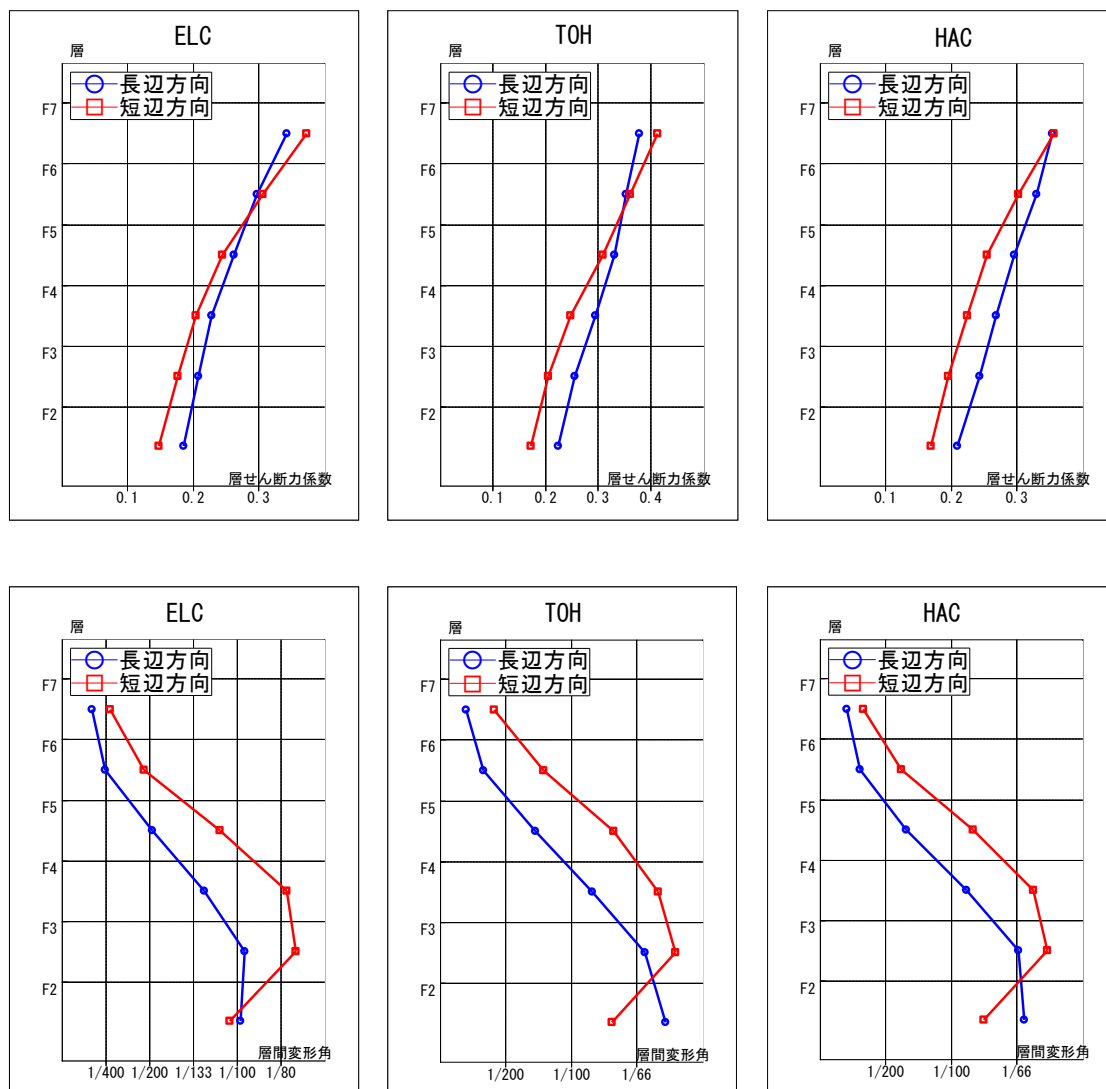 ELC
層
長辺方向
短辺方向
F7
F6
F5
F4
F3
F2
層せん断力係数
0.1 0.2 0.3
TOH
層
長辺方向
短辺方向
F7
F6
F5
F4
F3
F2
層せん断力係数
0.1 0.2 0.3 0.4
HAC
層
長辺方向
短辺方向
F7
F6
F5
F4
F3
F2
層せん断力係数
0.1 0.2 0.3
ELC
層
長辺方向
短辺方向
F7
F6
F5
F4
F3
F2
層間変形角
1/400 1/200 1/133 1/100 1/80
TOH
層
長辺方向
短辺方向
F7
F6
F5
F4
F3
F2
層間変形角
1/200 1/100 1/66
HAC
層
長辺方向
短辺方向
F7
F6
F5
F4
F3
F2
層間変形角
1/200 1/100 1/66